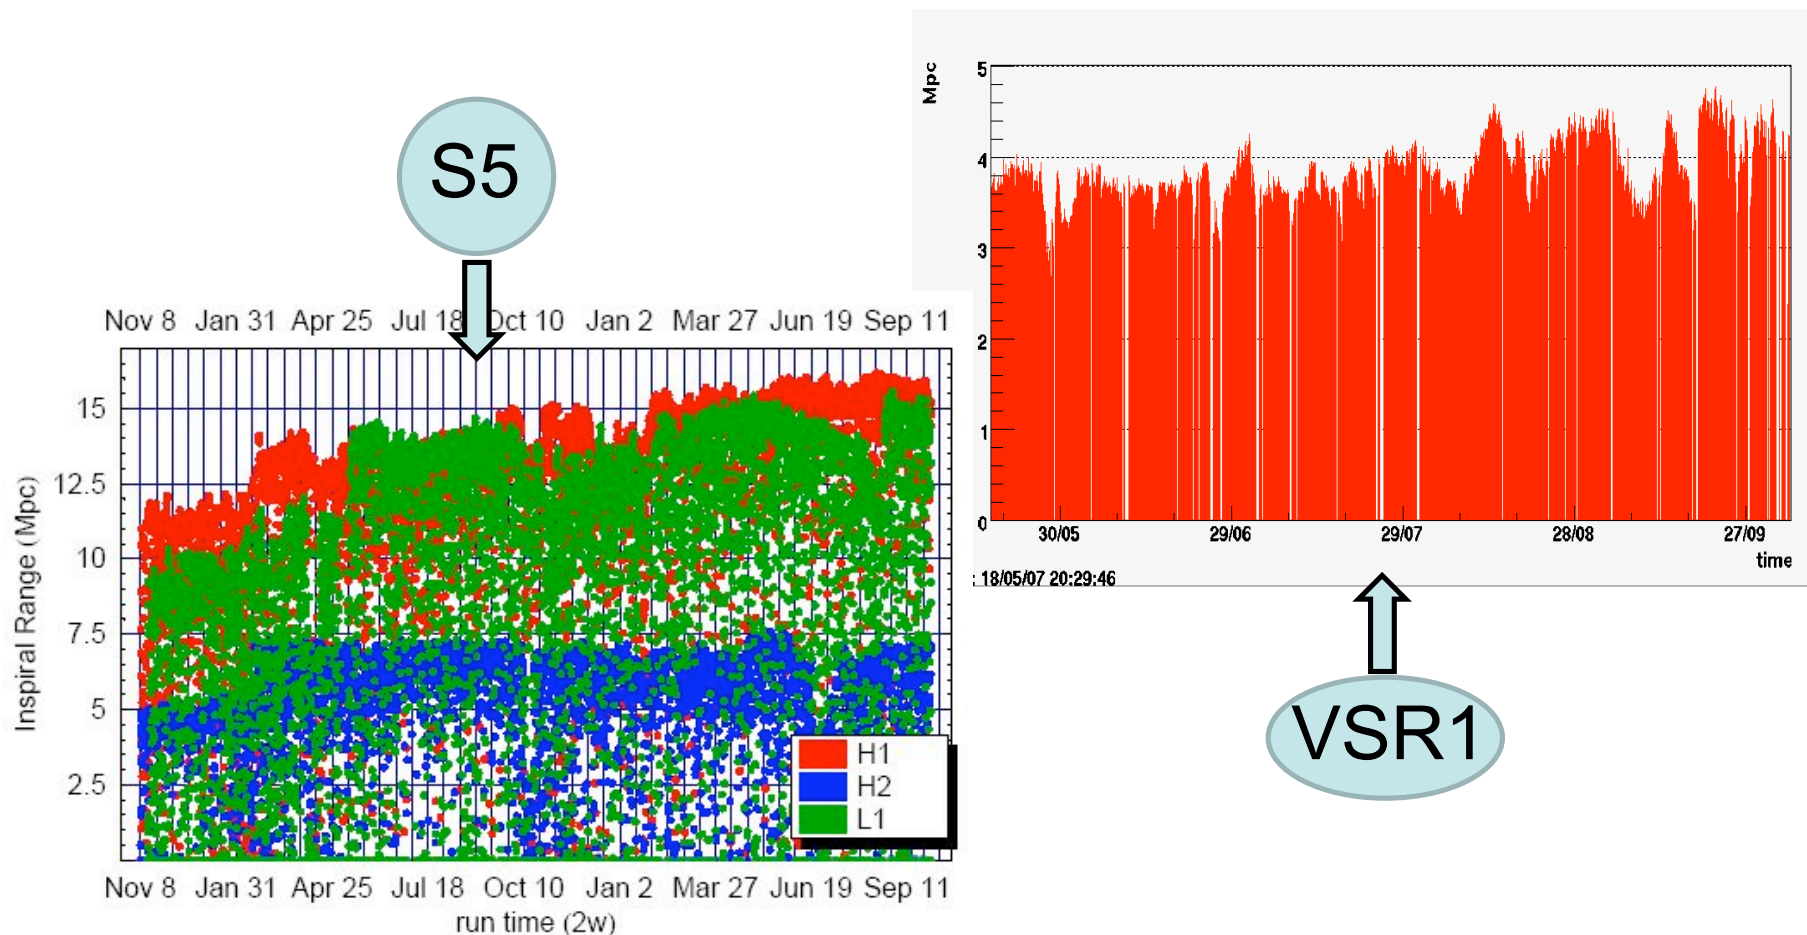 S5
Nov 8 Jan 31 Apr 25 Jul 18 Oct 10 Jan 2 Mar 27 Jun 19 Sep 11
Inspiral Range (Mpc)
15
12.5
10
7.5
5
2.5
H1
H2
L1
Nov 8 Jan 31 Apr 25 Jul 18 Oct 10 Jan 2 Mar 27 Jun 19 Sep 11
run time (2w)
Mpc
5
4
3
2
1
0
30/05 29/06 29/07 28/08 27/09
time
: 18/05/07 20:29:46
VSR1